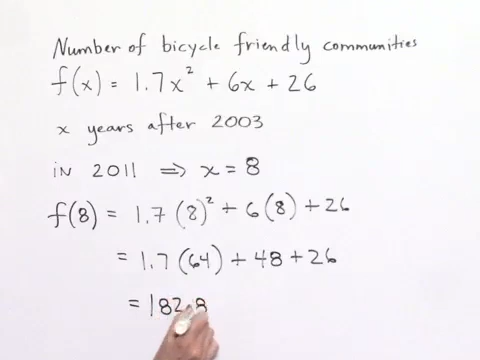 Number of bicycle friendly communities
f(x) = 1.7x² + 6x + 26
x years after 2003
in 2011 ⇒ x = 8
f(8) = 1.7(8)² + 6(8) + 26
= 1.7(64) + 48 + 26
= 182.8